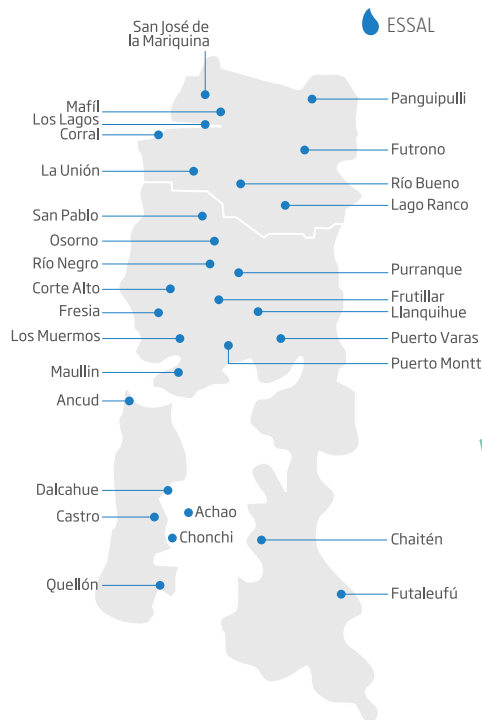 ESSAL
San José de
la Mariquina
Mafíl
Los Lagos
Corral
La Unión
San Pablo
Osorno
Río Negro
Corte Alto
Fresia
Los Muermos
Maullin
Ancud
Dalcahue
Castro
Quellón
Achao
Chonchi
Panguipulli
Futrono
Río Bueno
Lago Ranco
Purranque
Frutillar
Llanquihue
Puerto Varas
Puerto Montt
Chaitén
Futaleufú